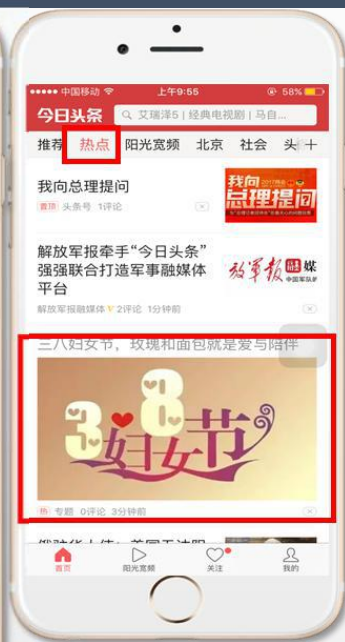 中国移动
上午9:55
58%
今日头条
艾瑞泽5 | 经典电视剧 | 马自...
推荐 热点 阳光宽频 北京 社会 头 +
我向总理提问
置顶 头条号 1评论
我向
总理提问
解放军报牵手“今日头条”
强强联合打造军事融媒体
平台
解放军报融媒体 V 2评论 1分钟前
媒
三八妇女节，玫瑰和面包就是爱与陪伴
3.8
妇女节
热 专题 0评论 3分钟前
首页
阳光宽频
关注
我的